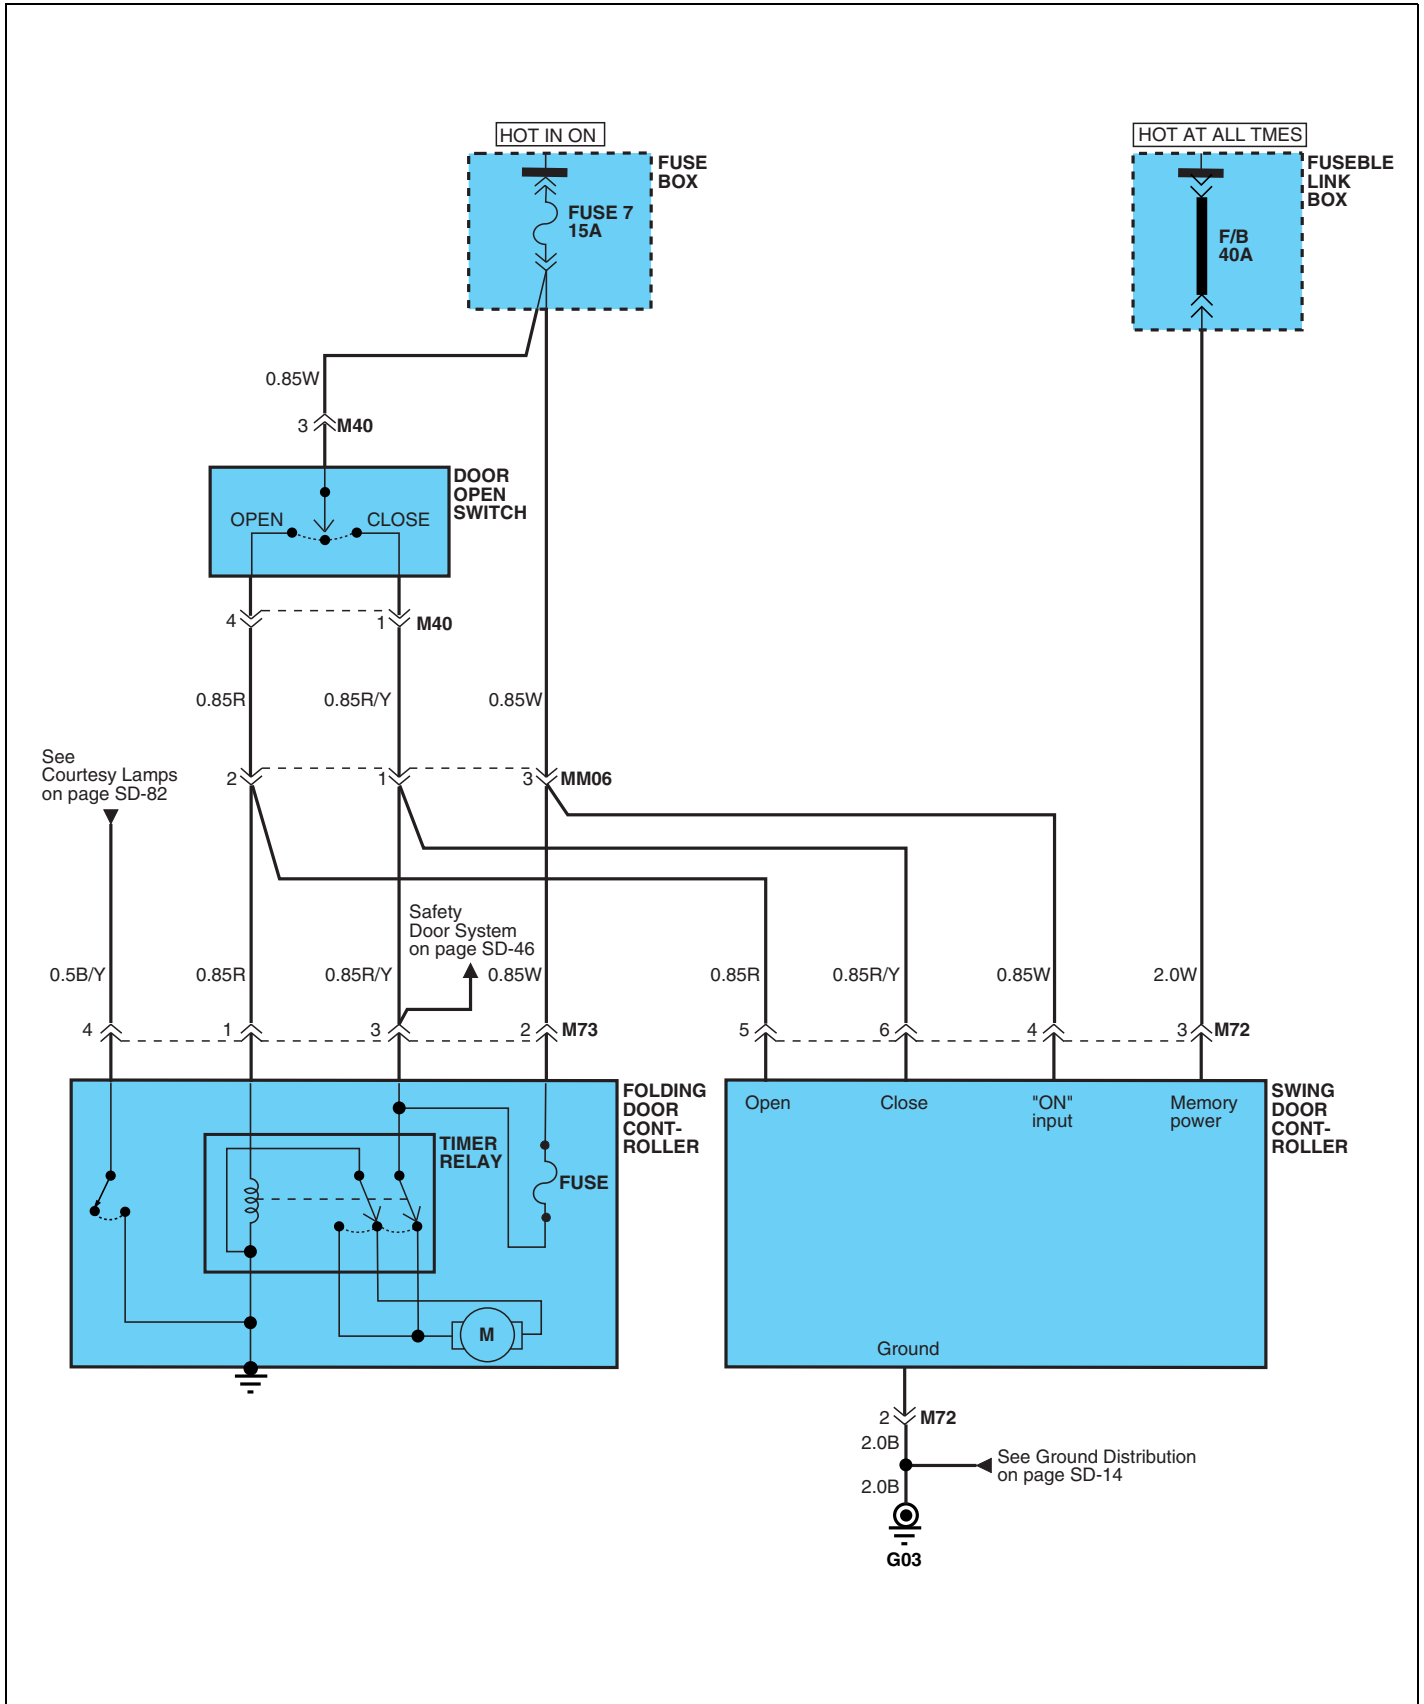 HOT IN ON
HOT AT ALL TMES
FUSE
BOX
FUSE 7
15A
FUSEBLE
LINK
BOX
F/B
40A
0.85W
3
M40
DOOR
OPEN
SWITCH
OPEN
CLOSE
4
1
M40
0.85R
0.85R/Y
0.85W
See
Courtesy Lamps
on page SD-82
2
1
3
MM06
Safety
Door System
on page SD-46
0.5B/Y
0.85R
0.85R/Y
0.85W
0.85R
0.85R/Y
0.85W
2.0W
4
1
3
2
M73
5
6
4
3
M72
FOLDING
DOOR
CONT-
ROLLER
TIMER
RELAY
FUSE
M
Open
Close
"ON"
input
Memory
power
SWING
DOOR
CONT-
ROLLER
Ground
2
M72
2.0B
See Ground Distribution
on page SD-14
2.0B
G03